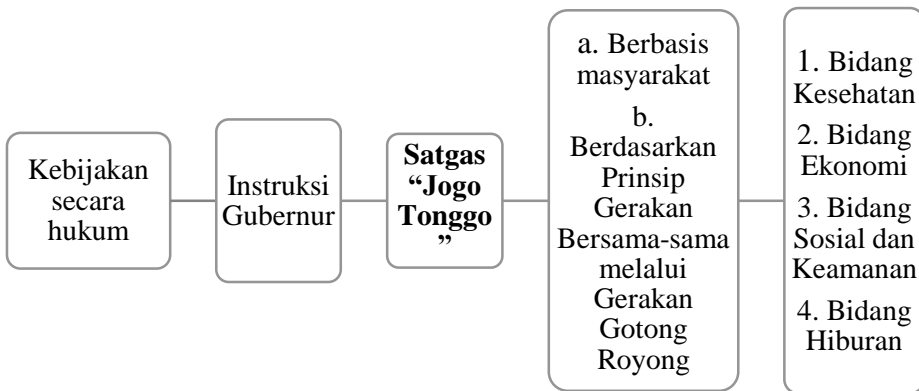 Kebijakan
secara
hukum
Instruksi
Gubernur
Satgas
“Jogo
Tonggo
”
a. Berbasis
masyarakat
b.
Berdasarkan
Prinsip
Gerakan
Bersama-sama
melalui
Gerakan
Gotong
Royong
1. Bidang
Kesehatan
2. Bidang
Ekonomi
3. Bidang
Sosial dan
Keamanan
4. Bidang
Hiburan